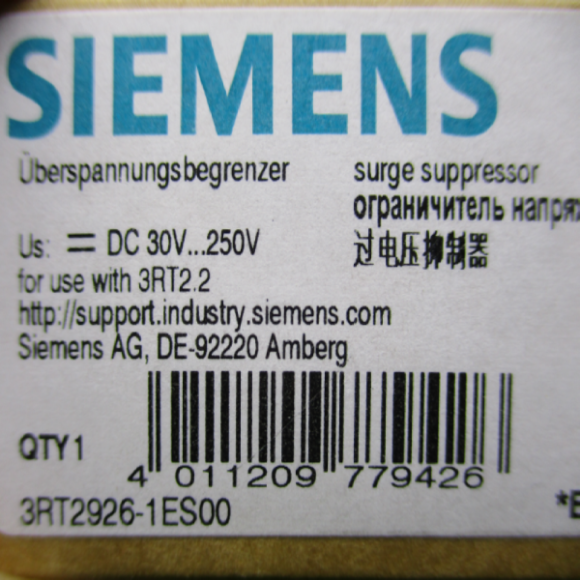 SIEMENS
Überspannungsbegrenzer
surge suppressor
ограничитель напряж
过电压抑制器
Us: DC 30V...250V
for use with 3RT2.2
http://support.industry.siemens.com
Siemens AG, DE-92220 Amberg
QTY 1
4 011209 779426
3RT2926-1ES00
*E